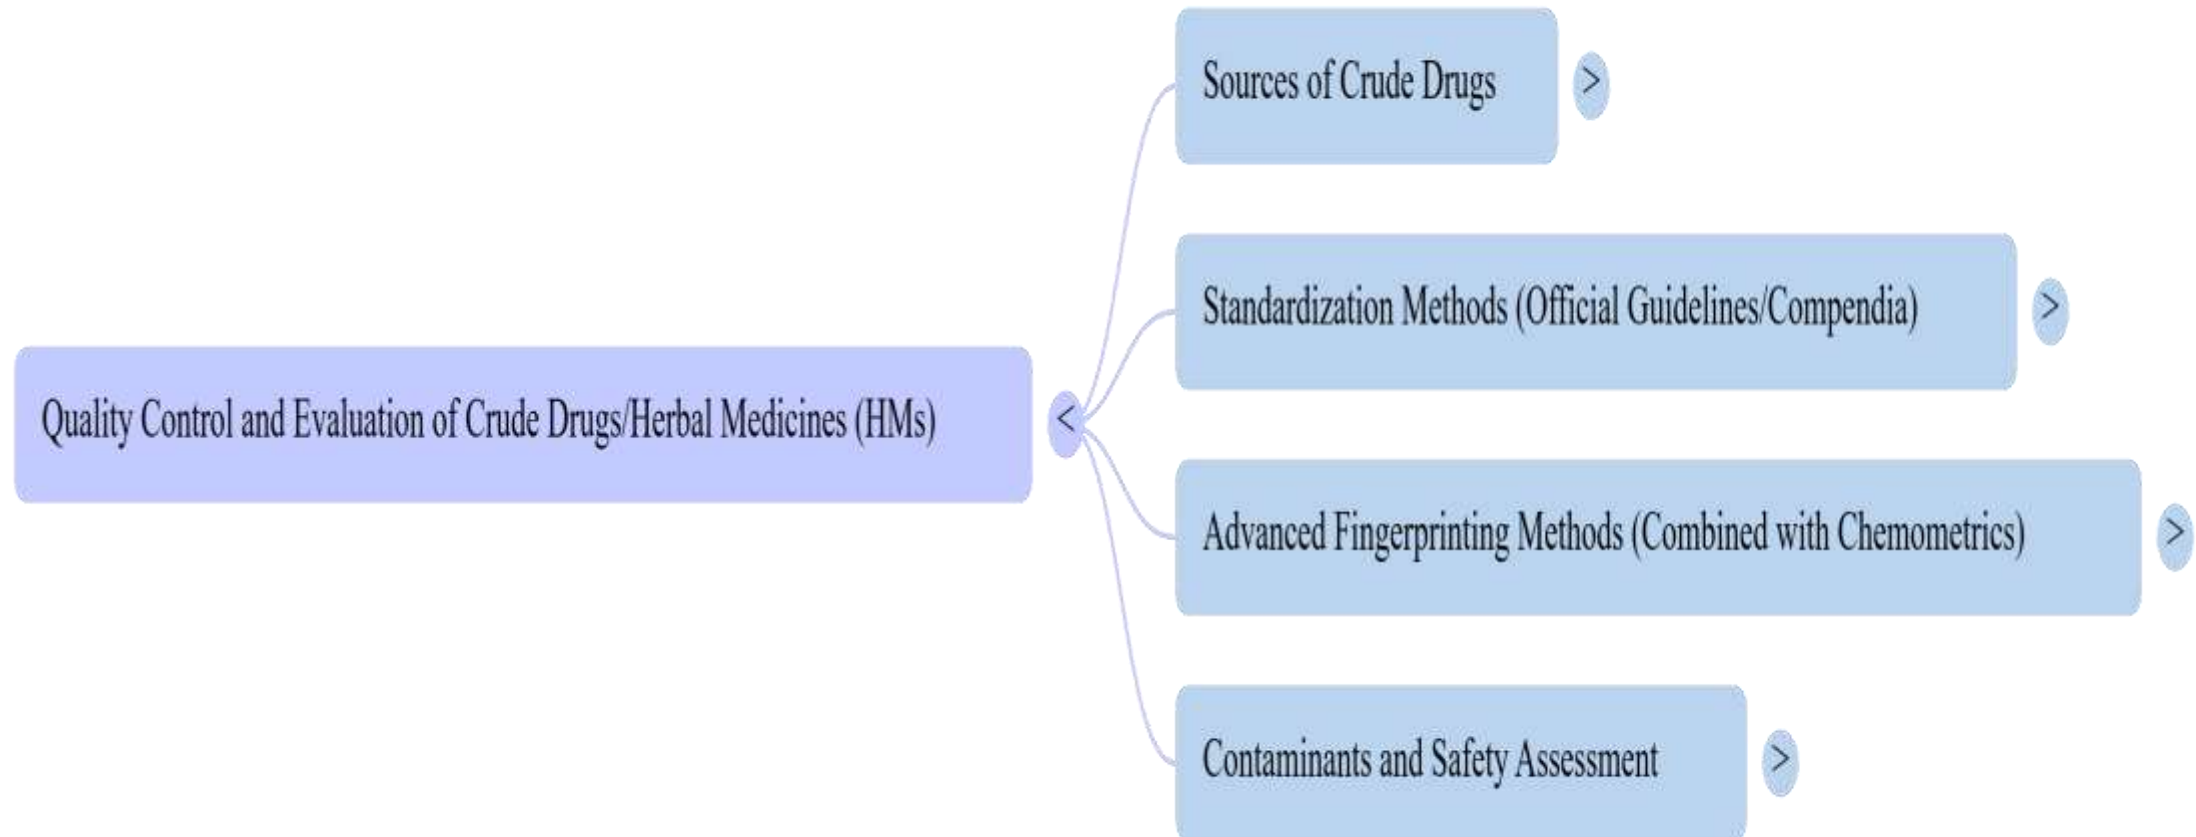 Sources of Crude Drugs >
Standardization Methods (Official Guidelines/Compendia) >
Quality Control and Evaluation of Crude Drugs/Herbal Medicines (HMs) <
Advanced Fingerprinting Methods (Combined with Chemometrics) >
Contaminants and Safety Assessment >